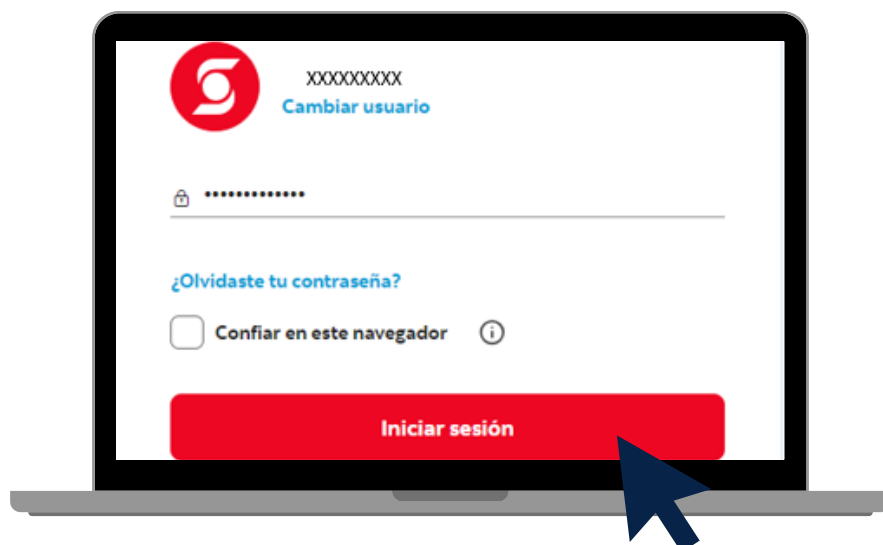 XXXXXXXXX
Cambiar usuario
•••••••••••••
¿Olvidaste tu contraseña?
Confiar en este navegador
Iniciar sesión